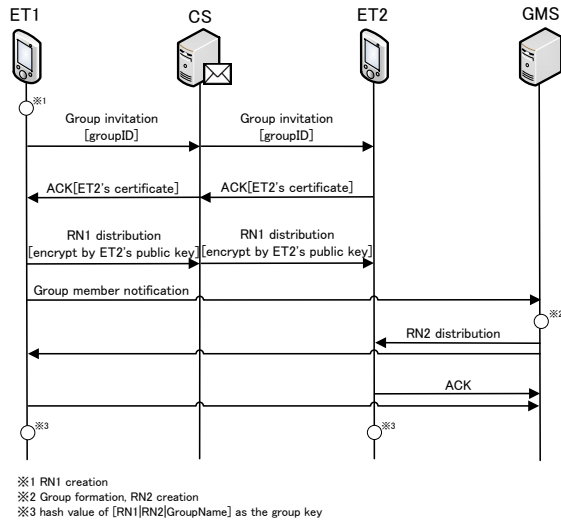 ET1
CS
ET2
GMS
※1
Group invitation
[groupID]
Group invitation
[groupID]
ACK[ET2's certificate]
ACK[ET2's certificate]
RN1 distribution
[encrypt by ET2's public key]
RN1 distribution
[encrypt by ET2's public key]
Group member notification
※2
RN2 distribution
ACK
※3
※3
※1 RN1 creation
※2 Group formation, RN2 creation
※3 hash value of [RN1|RN2|GroupName] as the group key